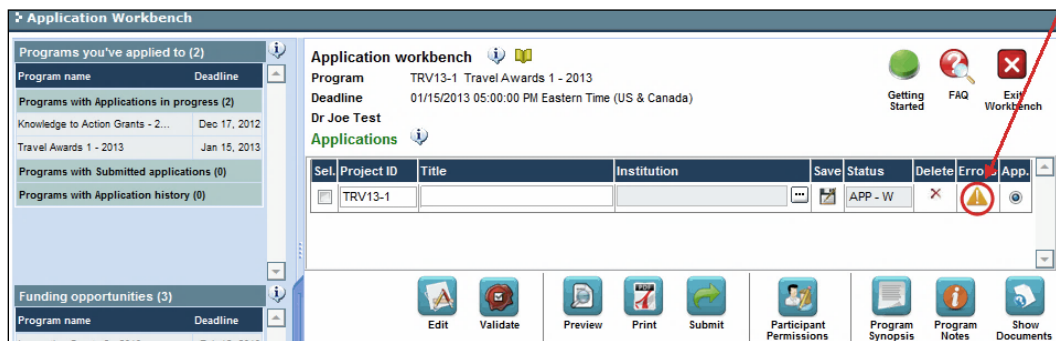 Application Workbench
Programs you've applied to (2)
Program name Deadline
Programs with Applications in progress (2)
Knowledge to Action Grants - 2... Dec 17, 2012
Travel Awards 1 - 2013 Jan 15, 2013
Programs with Submitted applications (0)
Programs with Application history (0)
Funding opportunities (3)
Program name Deadline
Application workbench
Program TRV13-1 Travel Awards 1 - 2013
Deadline 01/15/2013 05:00:00 PM Eastern Time (US & Canada)
Dr Joe Test
Applications
Getting Started
FAQ
Exit Workbench
Sel. Project ID Title Institution Save Status Delete App.
TRV13-1 ... APP - W
Edit Validate Preview Print Submit Participant Permissions Program Synopsis Program Notes Show Documents